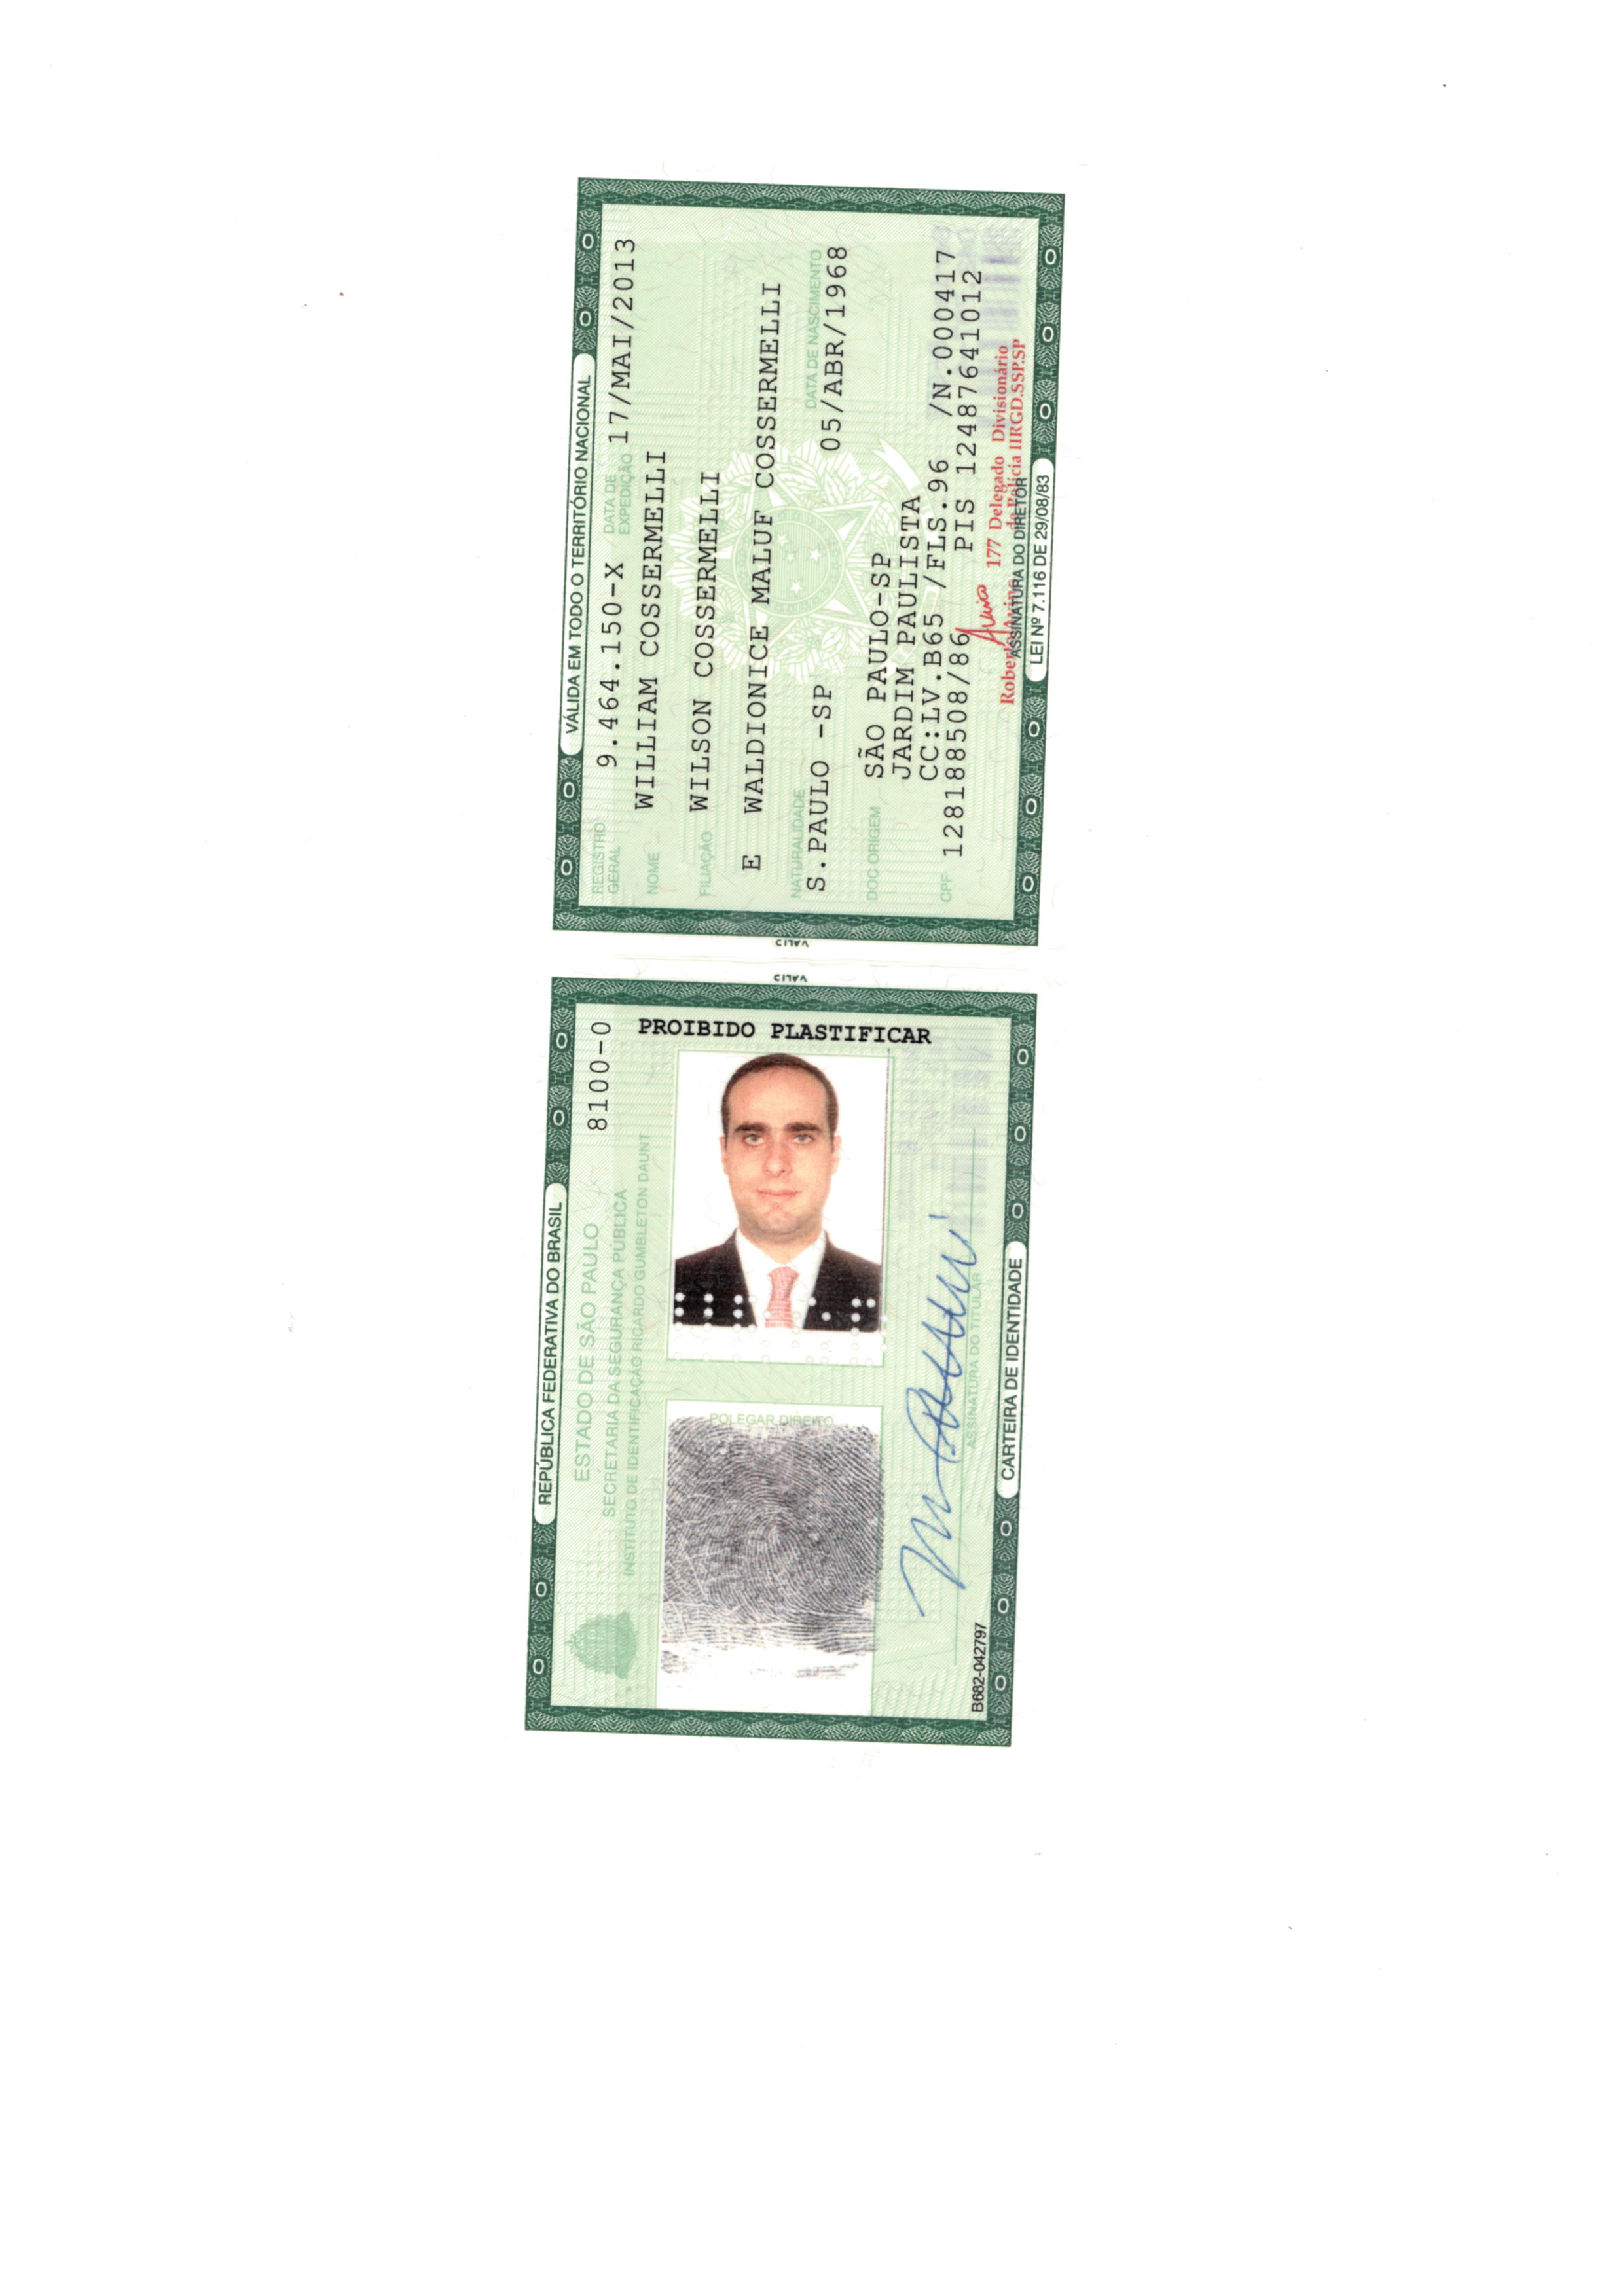 REPÚBLICA FEDERATIVA DO BRASIL
ESTADO DE SÃO PAULO
SECRETARIA DA SEGURANÇA PÚBLICA
INSTITUTO DE IDENTIFICAÇÃO RICARDO GUMBLETON DAUNT
8100-0
POLEGAR DIREITO
PROIBIDO PLASTIFICAR
ASSINATURA DO TITULAR
B682-042797
CARTEIRA DE IDENTIDADE
VÁLIDA EM TODO O TERRITÓRIO NACIONAL
REGISTRO GERAL 9.464.150-X DATA DE EXPEDIÇÃO 17/MAI/2013
NOME WILLIAM COSSERMELLI
FILIAÇÃO WILSON COSSERMELLI
E WALDIONICE MALUF COSSERMELLI
NATURALIDADE DATA DE NASCIMENTO
S.PAULO -SP 05/ABR/1968
DOC ORIGEM SÃO PAULO-SP
JARDIM PAULISTA
CC:LV.B65 /FLS.96 /N.000417
CPF 128188508/86 PIS 12487641012
177 Delegado Divisionário
Roberto Avino de Polícia IIRGD.SSP.SP
ASSINATURA DO DIRETOR
LEI Nº 7.116 DE 29/08/83